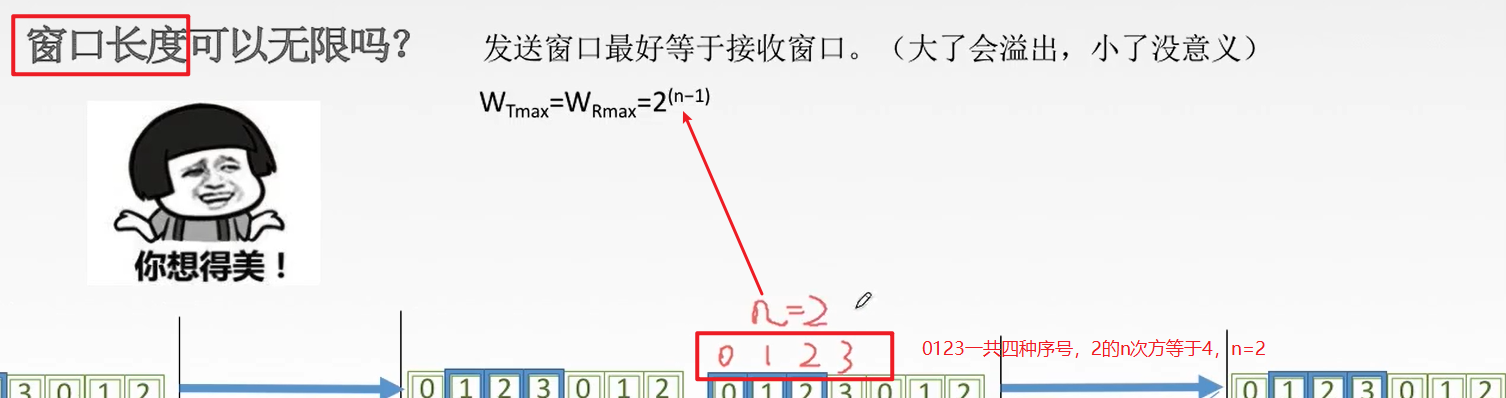 窗口长度可以无限吗？
发送窗口最好等于接收窗口。（大了会溢出，小了没意义）
WTmax=WRmax=2(n−1)
你想得美！
n=2
0 1 2 3
0123一共四种序号，2的n次方等于4，n=2
3 0 1 2
0 1 2 3 0 1 2
0 1 2 3 0 1 2
0 1 2 3 0 1 2